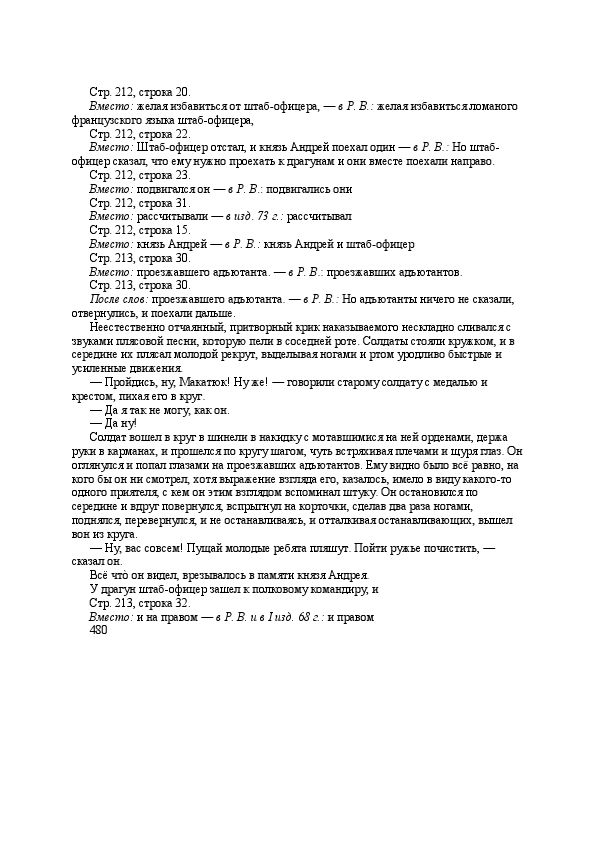 Стр. 212, строка 20.
Вместо: желая избавиться от штаб-офицера, — в Р. В.: желая избавиться ломаного
французского языка штаб-офицера,
Стр. 212, строка 22.
Вместо: Штаб-офицер отстал, и князь Андрей поехал один — в Р. В.: Но штаб-
офицер сказал, что ему нужно проехать к драгунам и они вместе поехали направо.
Стр. 212, строка 23.
Вместо: подвигался он — в Р. В.: подвигались они
Стр. 212, строка 31.
Вместо: рассчитывали — в изд. 73 г.: рассчитывал
Стр. 212, строка 15.
Вместо: князь Андрей — в Р. В.: князь Андрей и штаб-офицер
Стр. 213, строка 30.
Вместо: проезжавшего адъютанта. — в Р. В.: проезжавших адъютантов.
Стр. 213, строка 30.
После слов: проезжавшего адъютанта. — в Р. В.: Но адъютанты ничего не сказали,
отвернулись, и поехали дальше.
Неестественно отчаянный, притворный крик наказываемого нескладно сливался с
звуками плясовой песни, которую пели в соседней роте. Солдаты стояли кружком, и в
середине их плясал молодой рекрут, выделывая ногами и ртом уродливо быстрые и
усиленные движения.
— Пройдись, ну, Макатюк! Ну же! — говорили старому солдату с медалью и
крестом, пихая его в круг.
— Да я так не могу, как он.
— Да ну!
Солдат вошел в круг в шинели в накидку с мотавшимися на ней орденами, держа
руки в карманах, и прошелся по кругу шагом, чуть встряхивая плечами и щуря глаз. Он
оглянулся и попал глазами на проезжавших адъютантов. Ему видно было всё равно, на
кого бы он ни смотрел, хотя выражение взгляда его, казалось, имело в виду какого-то
одного приятеля, с кем он этим взглядом вспоминал штуку. Он остановился по
середине и вдруг повернулся, вспрыгнул на корточки, сделав два раза ногами,
поднялся, перевернулся, и не останавливаясь, и отталкивая останавливающих, вышел
вон из круга.
— Ну, вас совсем! Пущай молодые ребята пляшут. Пойти ружье почистить, —
сказал он.
Всё что̀ он видел, врезывалось в памяти князя Андрея.
У драгун штаб-офицер зашел к полковому командиру, и
Стр. 213, строка 32.
Вместо: и на правом — в Р. В. и в I изд. 68 г.: и правом
480